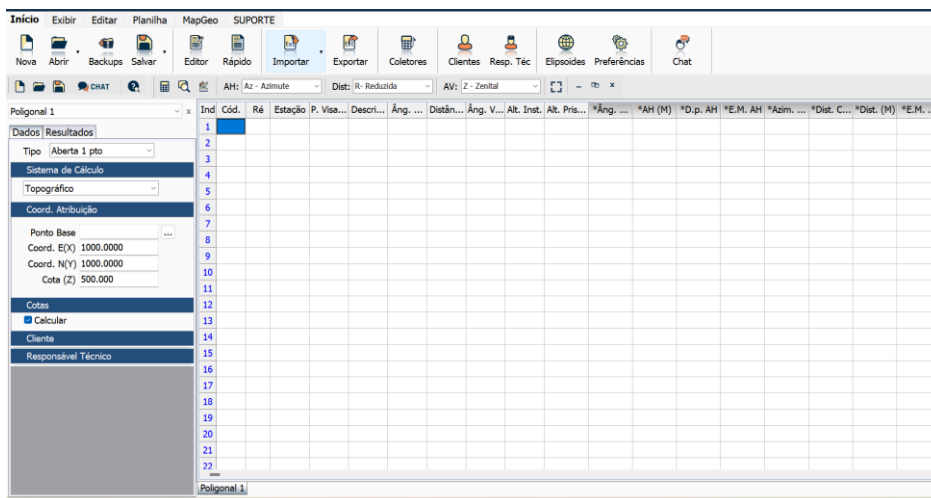 Início Exibir Editar Planilha MapGeo SUPORTE
Nova Abrir Backups Salvar Editor Rápido Importar Exportar Coletores Clientes Resp. Téc Elipsoides Preferências Chat
CHAT AH: Az - Azimute Dist: R- Reduzida AV: Z - Zenital
Poligonal 1 x
Dados Resultados
Tipo Aberta 1 pto
Sistema de Cálculo
Topográfico
Coord. Atribuição
Ponto Base ...
Coord. E(X) 1000.0000
Coord. N(Y) 1000.0000
Cota (Z) 500.000
Cotas
Calcular
Cliente
Responsável Técnico
Ind Cód. Ré Estação P. Visa... Descri... Âng. ... Distân... Âng. V... Alt. Inst. Alt. Pris... *Âng. ... *AH (M) *D.p. AH *E.M. AH *Azim. ... *Dist. C... *Dist. (M) *E.M. .
1
2
3
4
5
6
7
8
9
10
11
12
13
14
15
16
17
18
19
20
21
22
Poligonal 1